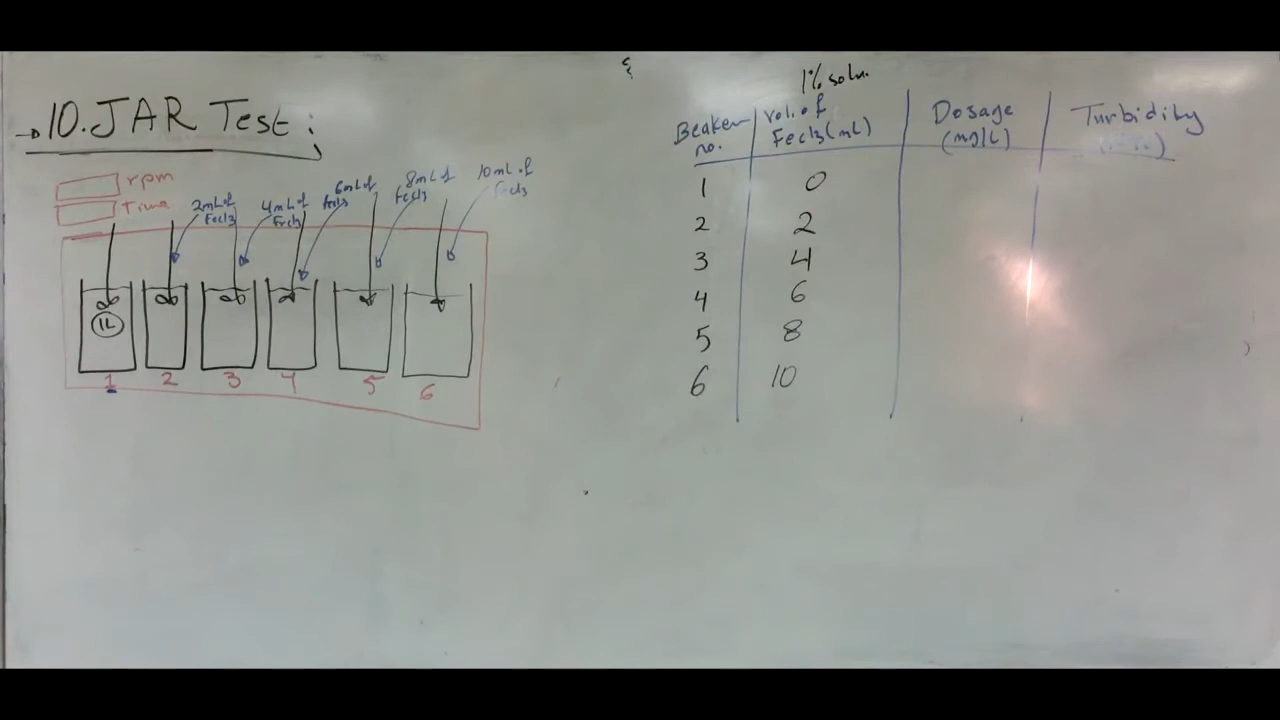 →10. JAR Test:
rpm
Time
2mL of
Fecl3
4mL of
Fecl3
6mL of
Fecl3
8mL of
Fecl3
10mL of
Fecl3
1L
1 2 3 4 5 6
1% soln.
Beaker no. | Vol. of Fecl3 (mL) | Dosage (mg/L) | Turbidity
1 0
2 2
3 4
4 6
5 8
6 10